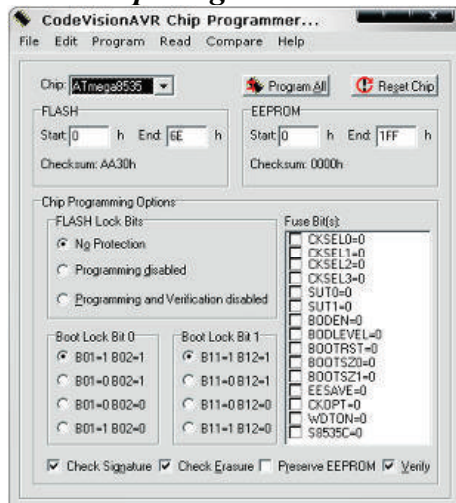 CodeVisionAVR Chip Programmer...
File Edit Program Read Compare Help
Chip: ATmega8535 Program All Reset Chip
FLASH
Start: 0 h End: 6E h
Checksum: AA30h
EEPROM
Start: 0 h End: 1FF h
Checksum: 0000h
Chip Programming Options
FLASH Lock Bits
No Protection
Programming disabled
Programming and Verification disabled
Boot Lock Bit 0
B01=1 B02=1
B01=0 B02=1
B01=0 B02=0
B01=0 B02=0
Boot Lock Bit 1
B11=1 B12=1
B11=0 B12=1
B11=0 B12=0
B11=0 B12=0
Fuse Bit(s):
CKSEL0=0
CKSEL1=0
CKSEL2=0
CKSEL3=0
SUT0=0
SUT1=0
BODEN=0
BODLEVEL=0
BOOTRST=0
BOOTSZ0=0
BOOTSZ1=0
EESAVE=0
CKOPT=0
WDTON=0
S8535C=0
Check Signature Check Erasure Preserve EEPROM Verify